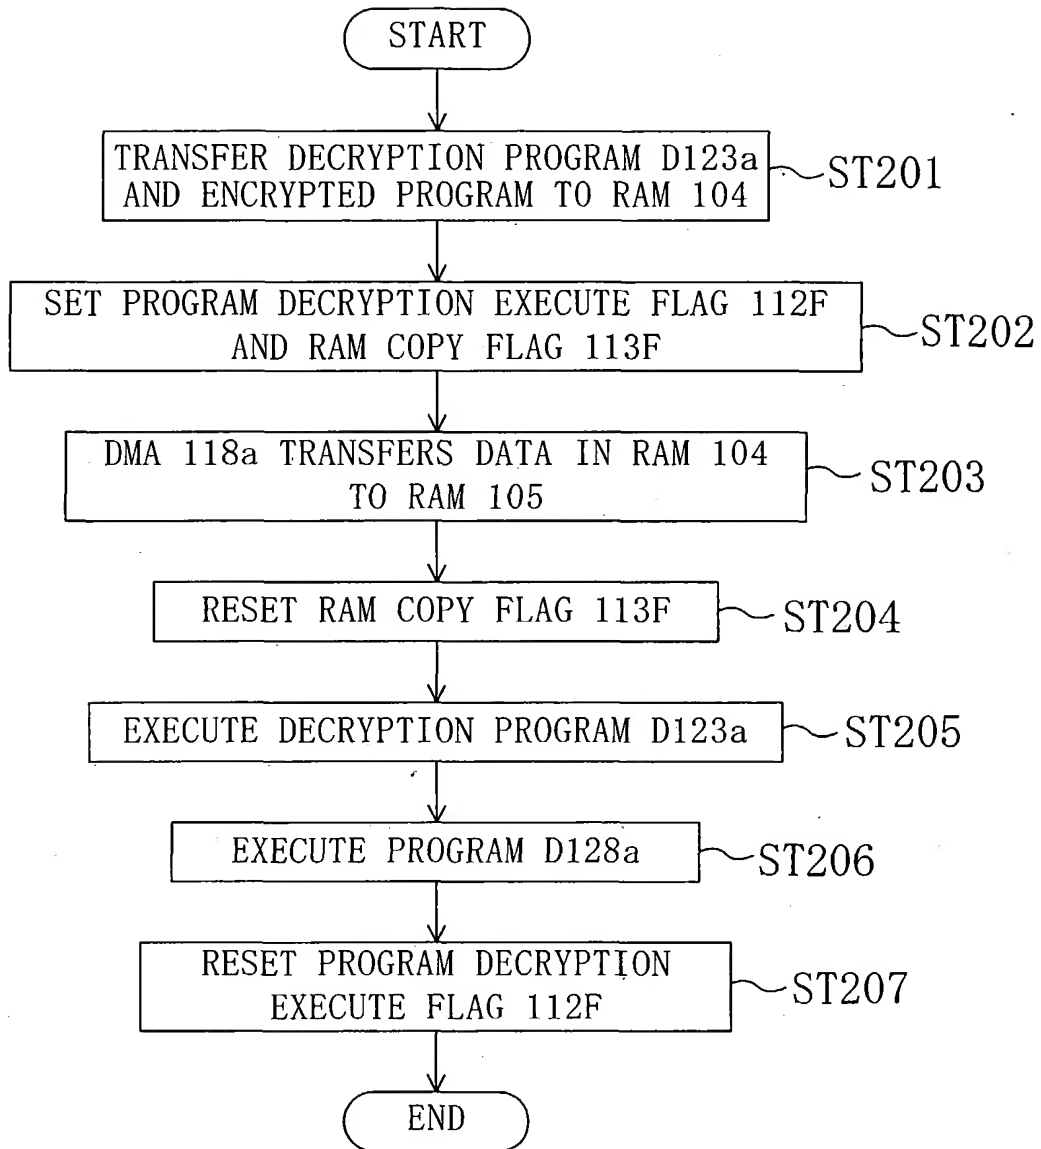 START
TRANSFER DECRYPTION PROGRAM D123a
AND ENCRYPTED PROGRAM TO RAM 104
ST201
SET PROGRAM DECRYPTION EXECUTE FLAG 112F
AND RAM COPY FLAG 113F
ST202
DMA 118a TRANSFERS DATA IN RAM 104
TO RAM 105
ST203
RESET RAM COPY FLAG 113F
ST204
EXECUTE DECRYPTION PROGRAM D123a
ST205
EXECUTE PROGRAM D128a
ST206
RESET PROGRAM DECRYPTION
EXECUTE FLAG 112F
ST207
END